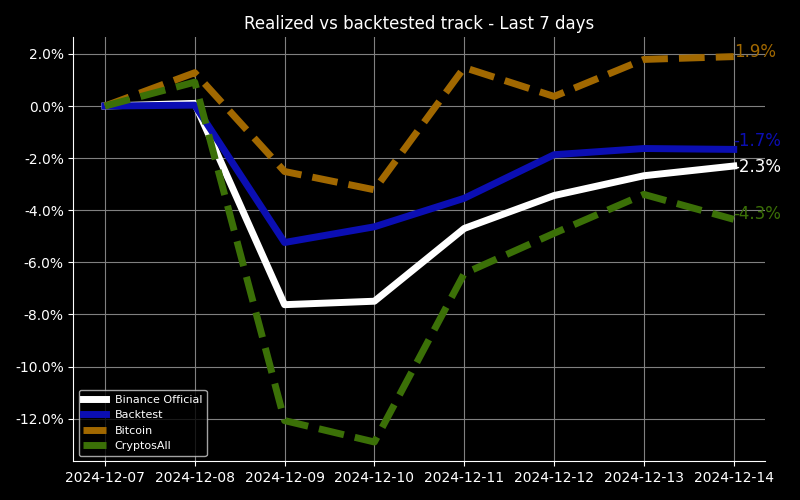 Realized vs backtested track - Last 7 days
2.0%
0.0%
-2.0%
-4.0%
-6.0%
-8.0%
-10.0%
-12.0%
1.9%
-1.7%
-2.3%
-4.3%
Binance Official
Backtest
Bitcoin
CryptosAll
2024-12-07 2024-12-08 2024-12-09 2024-12-10 2024-12-11 2024-12-12 2024-12-13 2024-12-14